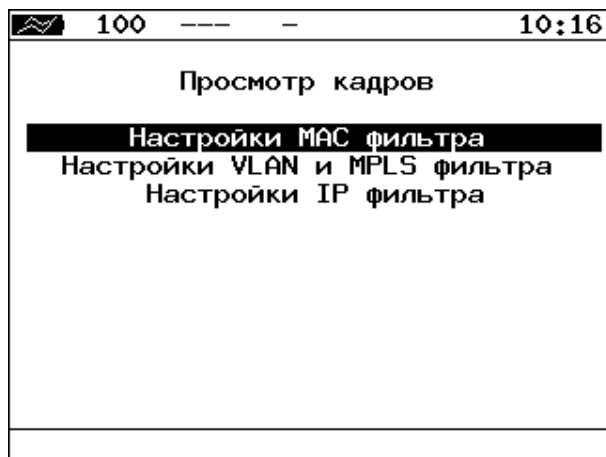 100 --- - 10:16
Просмотр кадров
Настройки MAC фильтра
Настройки VLAN и MPLS фильтра
Настройки IP фильтра